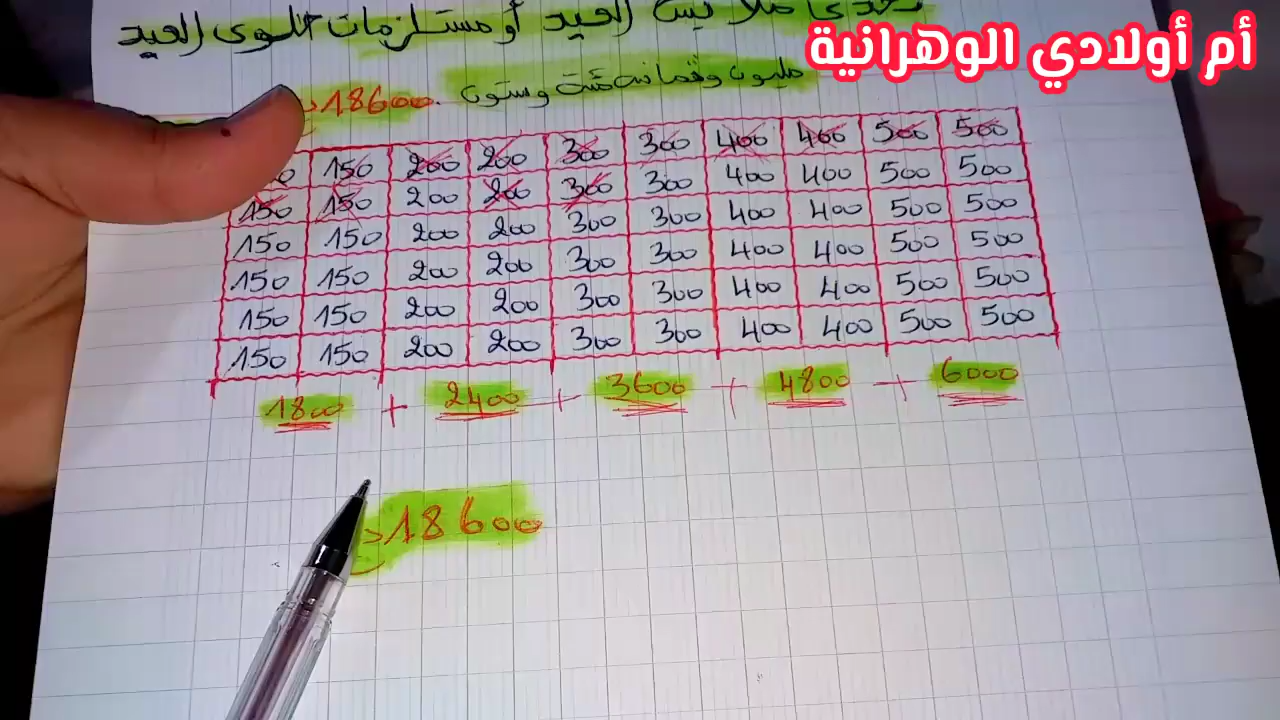 تحدي ملابس العيد أو مستلزمات حلوى العيد
أم أولادي الوهرانية
مليون وثمانمئة وستون
18600دج
150 200 200 300 300 400 400 500 500
150 150 200 200 300 300 400 400 500 500
150 150 200 200 300 300 400 400 500 500
150 150 200 200 300 300 400 400 500 500
150 150 200 200 300 300 400 400 500 500
150 150 200 200 300 300 400 400 500 500
1800 + 2400 + 3600 + 4800 + 6000
18600دج